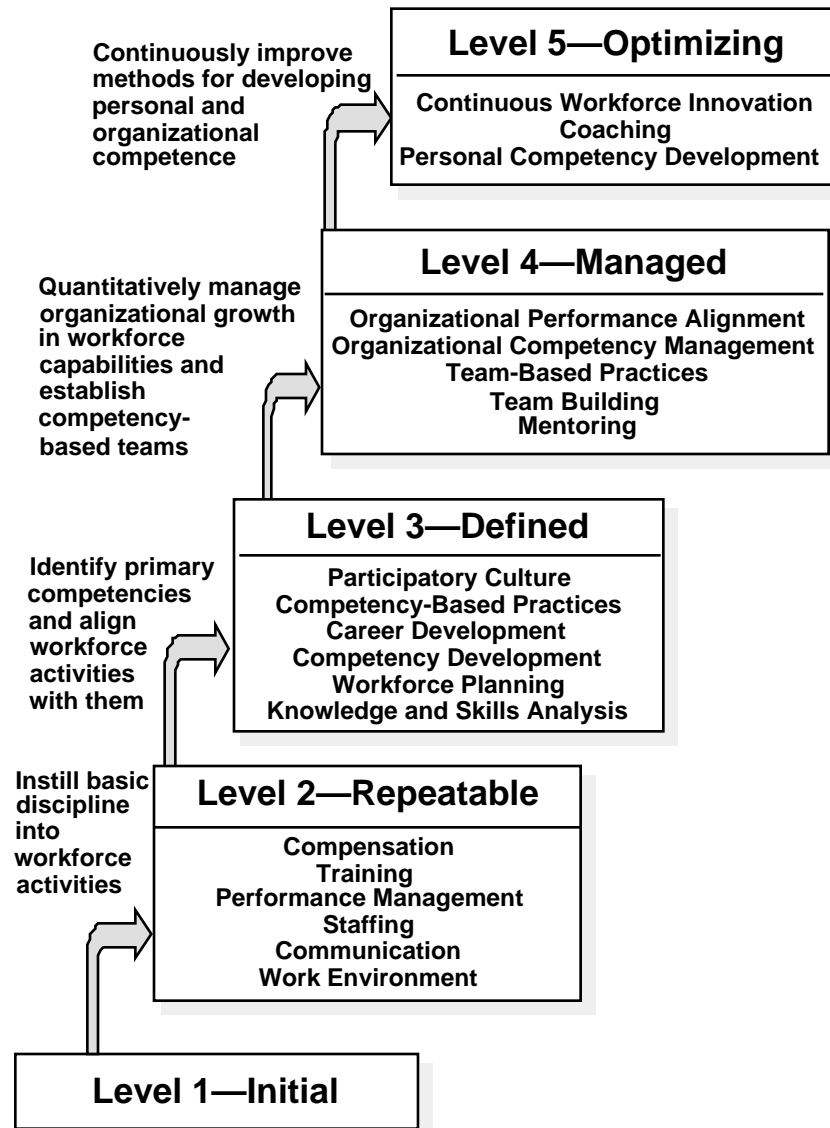 Continuously improve
methods for developing
personal and
organizational
competence
Level 5—Optimizing
Continuous Workforce Innovation
Coaching
Personal Competency Development
Quantitatively manage
organizational growth
in workforce
capabilities and
establish
competency-
based teams
Level 4—Managed
Organizational Performance Alignment
Organizational Competency Management
Team-Based Practices
Team Building
Mentoring
Identify primary
competencies
and align
workforce
activities
with them
Level 3—Defined
Participatory Culture
Competency-Based Practices
Career Development
Competency Development
Workforce Planning
Knowledge and Skills Analysis
Instill basic
discipline
into
workforce
activities
Level 2—Repeatable
Compensation
Training
Performance Management
Staffing
Communication
Work Environment
Level 1—Initial